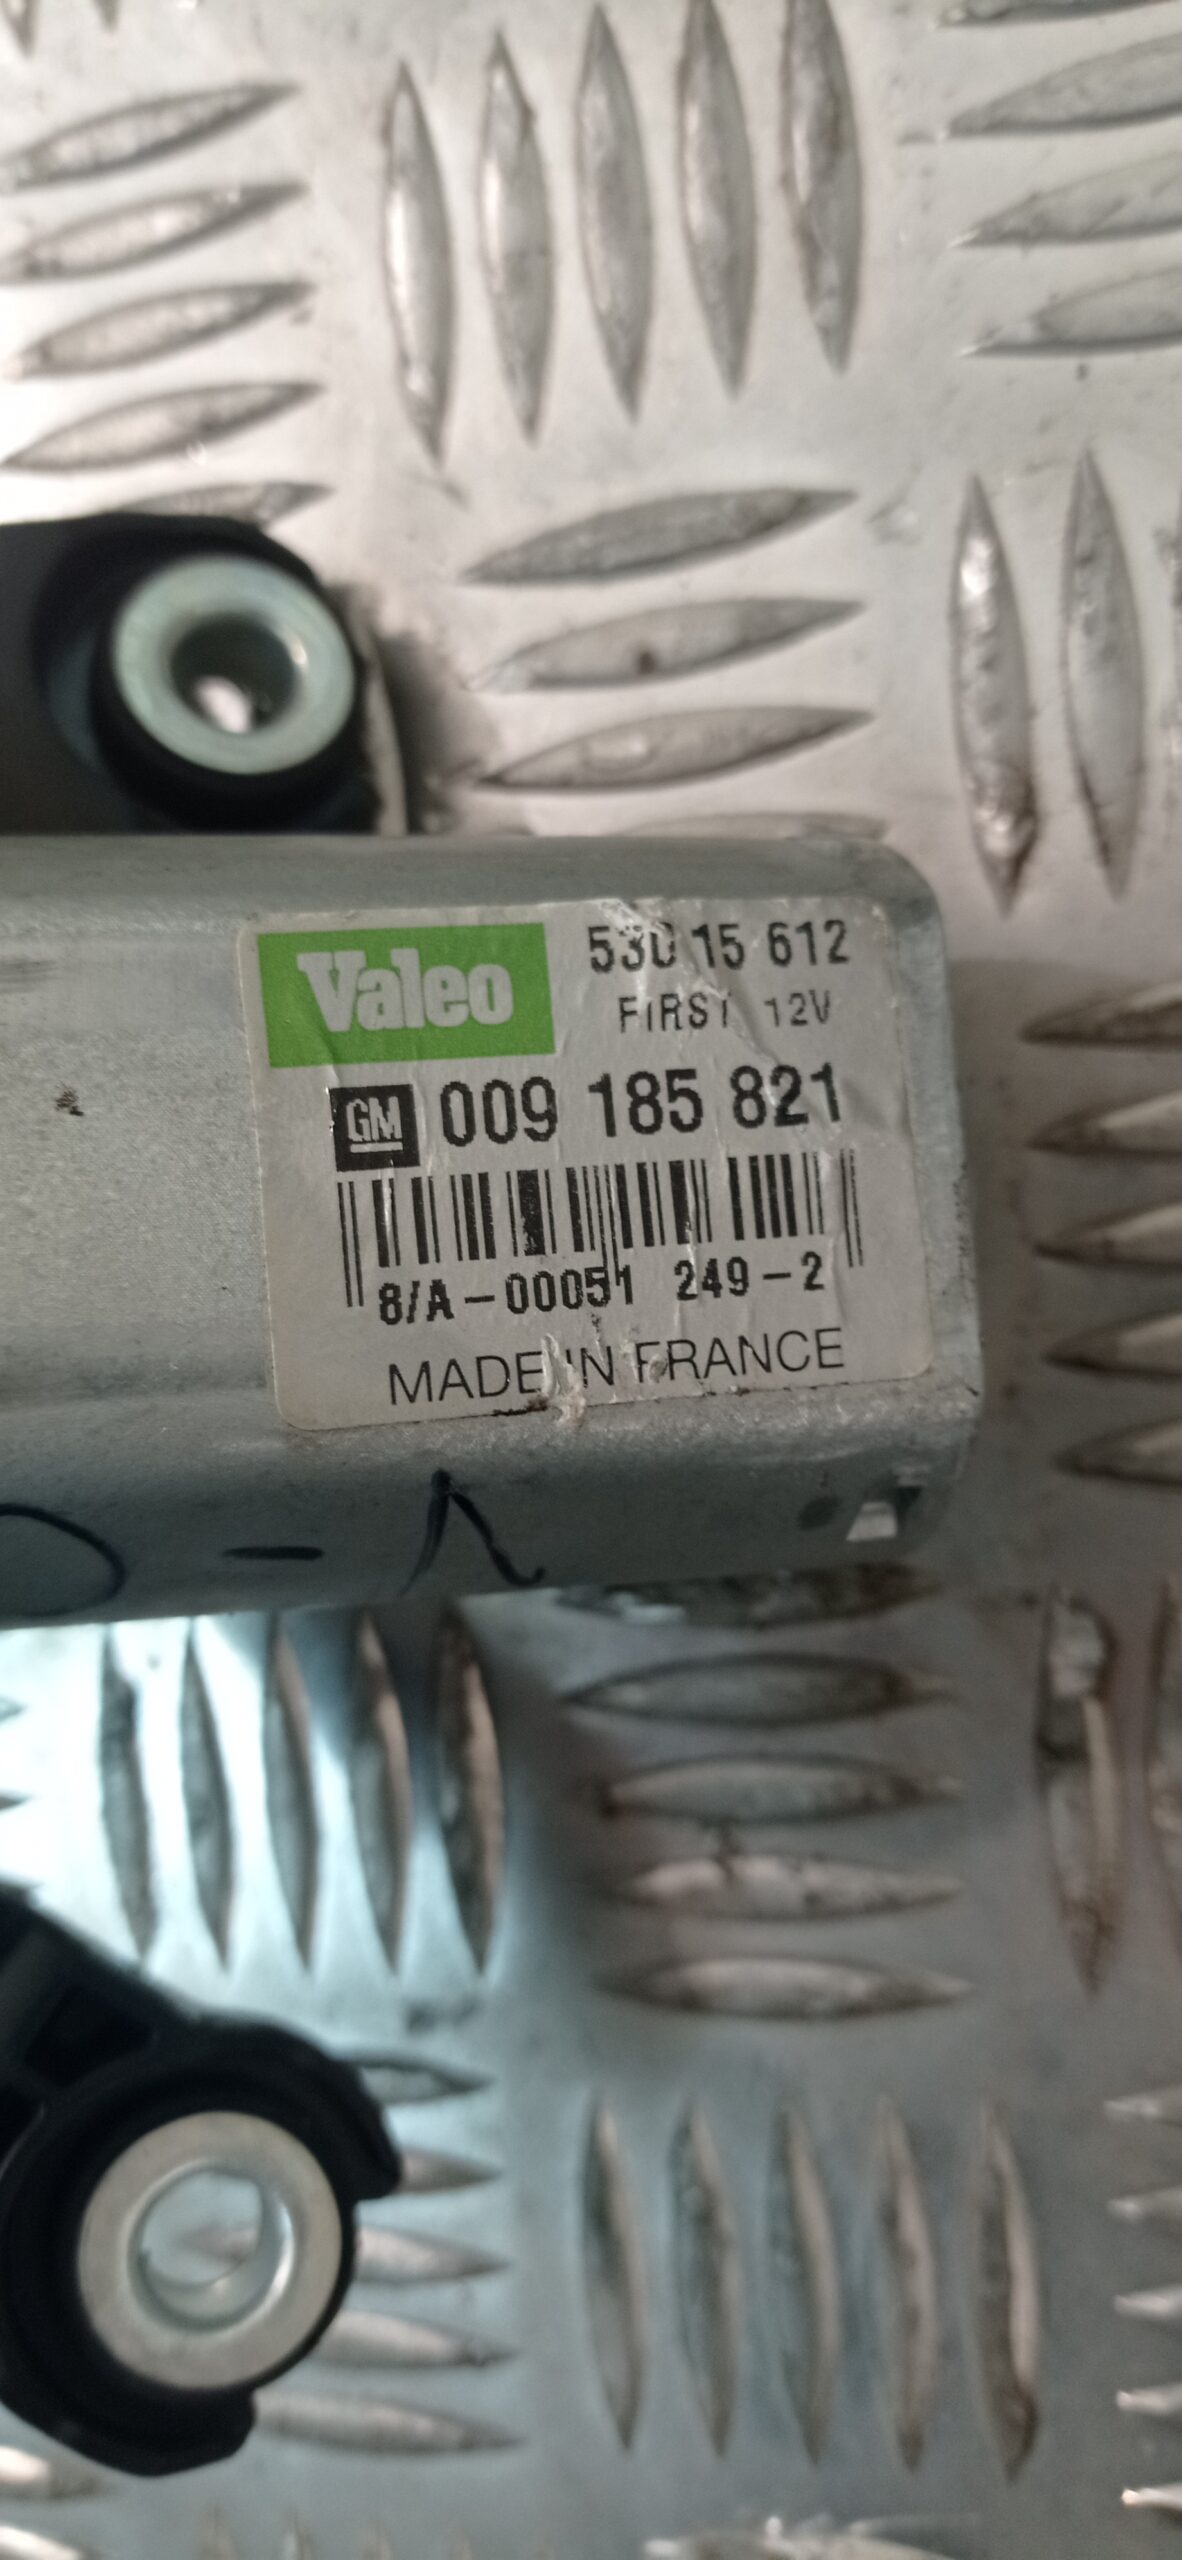 Valeo 530 15 612
FIRST 12V
GM 009 185 821
8/A-00051 249-2
MADE IN FRANCE